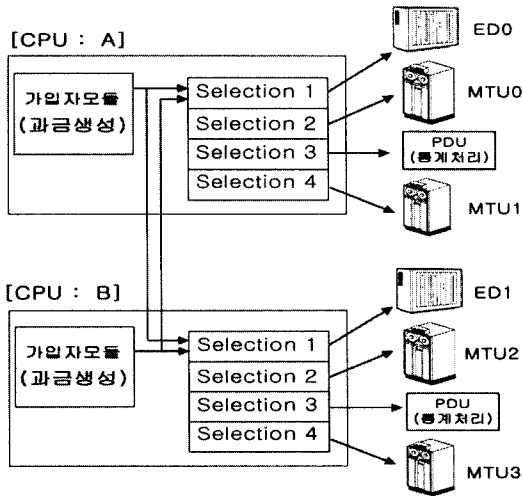 [CPU : A]
가입자모듈
(과금생성)
Selection 1
Selection 2
Selection 3
Selection 4
ED0
MTU0
PDU
(통계처리)
MTU1
[CPU : B]
가입자모듈
(과금생성)
Selection 1
Selection 2
Selection 3
Selection 4
ED1
MTU2
PDU
(통계처리)
MTU3